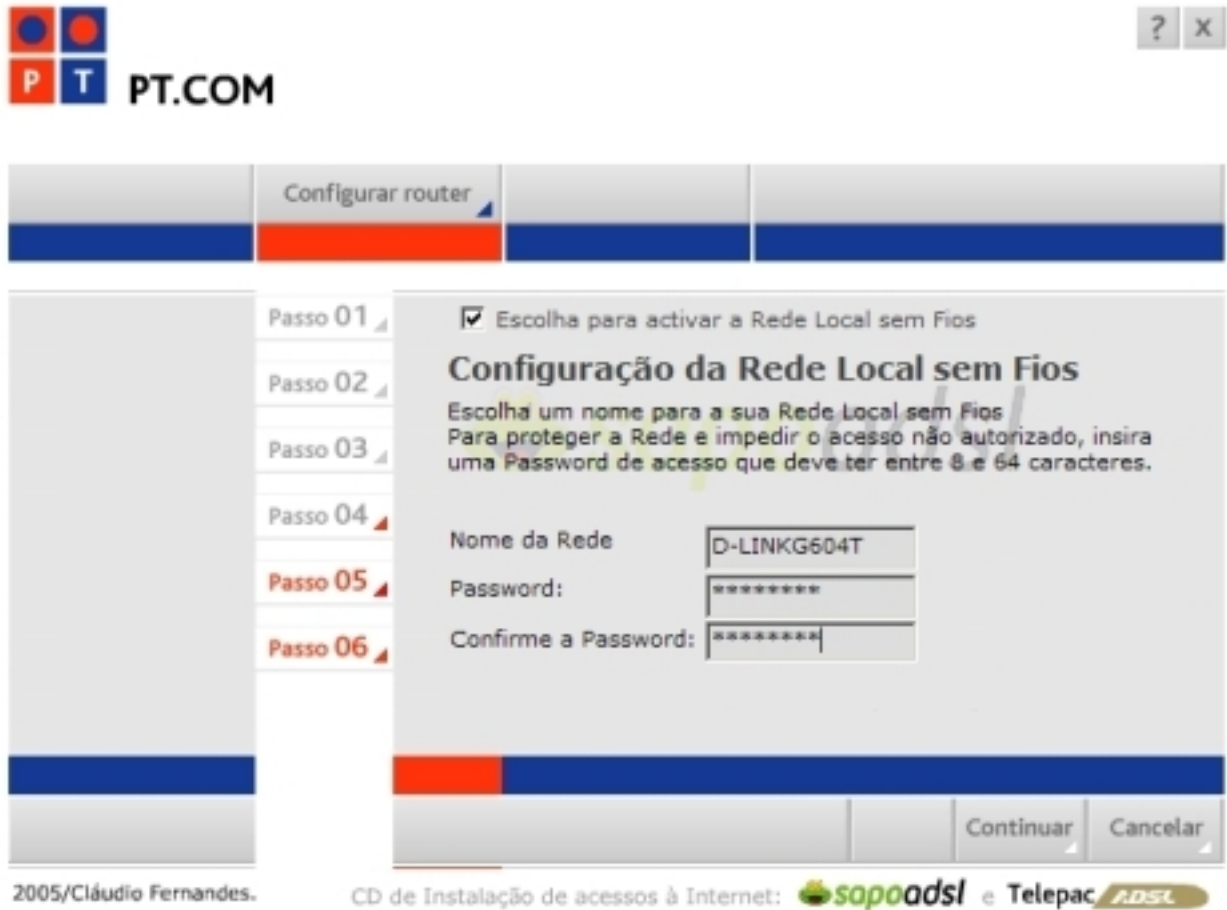 ? X
P T PT.COM
Configurar router
Passo 01
Passo 02
Passo 03
Passo 04
Passo 05
Passo 06
Escolha para activar a Rede Local sem Fios
Configuração da Rede Local sem Fios
Escolha um nome para a sua Rede Local sem Fios
Para proteger a Rede e impedir o acesso não autorizado, insira
uma Password de acesso que deve ter entre 8 e 64 caracteres.
sapoadsl
Nome da Rede D-LINKG604T
Password: ********
Confirme a Password: ********
Continuar Cancelar
2005/Cláudio Fernandes. CD de Instalação de acessos à Internet: sapoadsl e Telepac ADSL